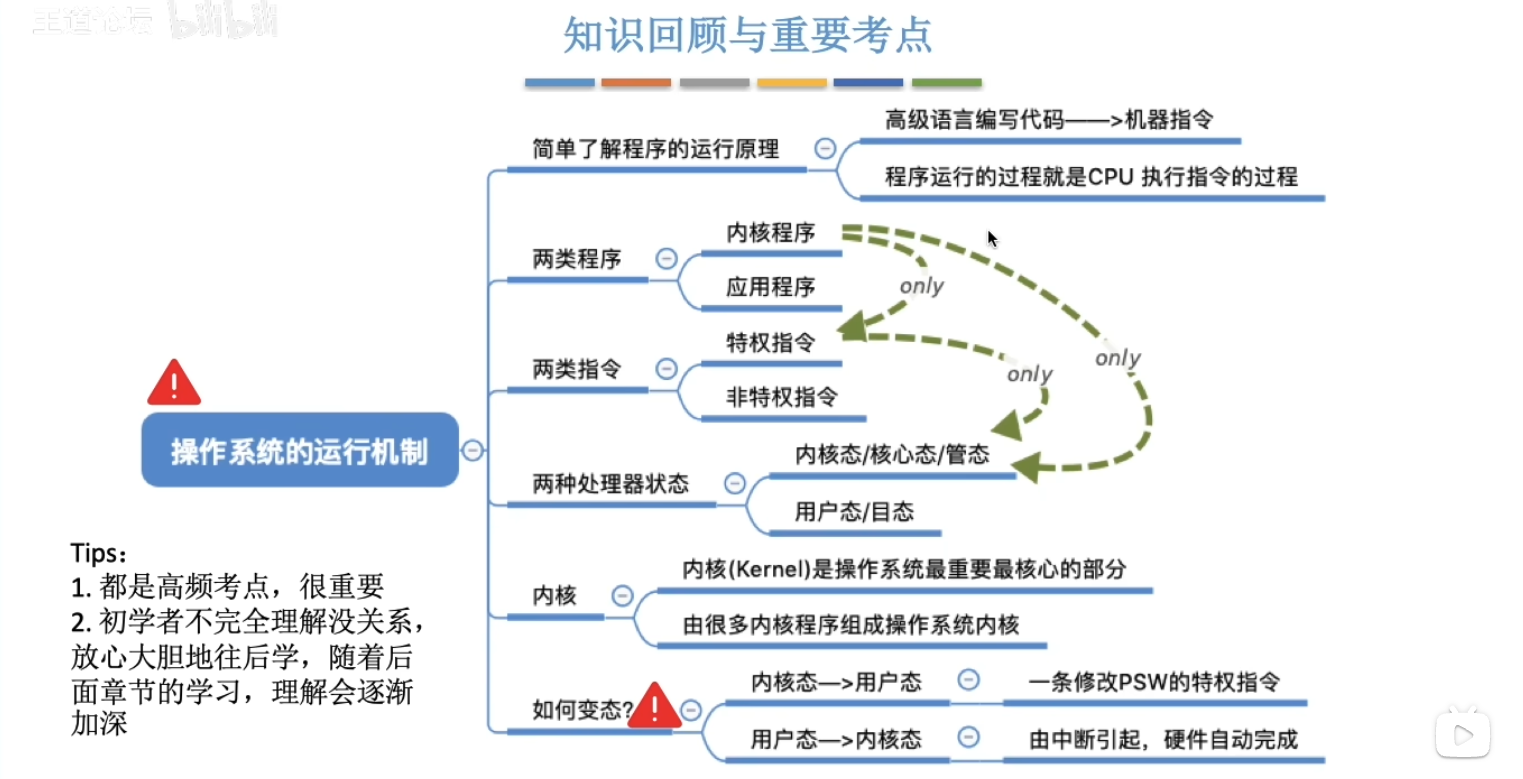 王道论坛 bilibili
知识回顾与重要考点
高级语言编写代码——>机器指令
简单了解程序的运行原理
程序运行的过程就是CPU 执行指令的过程
内核程序
两类程序
应用程序
only
特权指令
两类指令
only
only
非特权指令
操作系统的运行机制
内核态/核心态/管态
两种处理器状态
用户态/目态
内核(Kernel)是操作系统最重要最核心的部分
内核
由很多内核程序组成操作系统内核
内核态—>用户态
一条修改PSW的特权指令
如何变态?
用户态—>内核态
由中断引起，硬件自动完成
Tips：
1. 都是高频考点，很重要
2. 初学者不完全理解没关系，
放心大胆地往后学，随着后
面章节的学习，理解会逐渐
加深